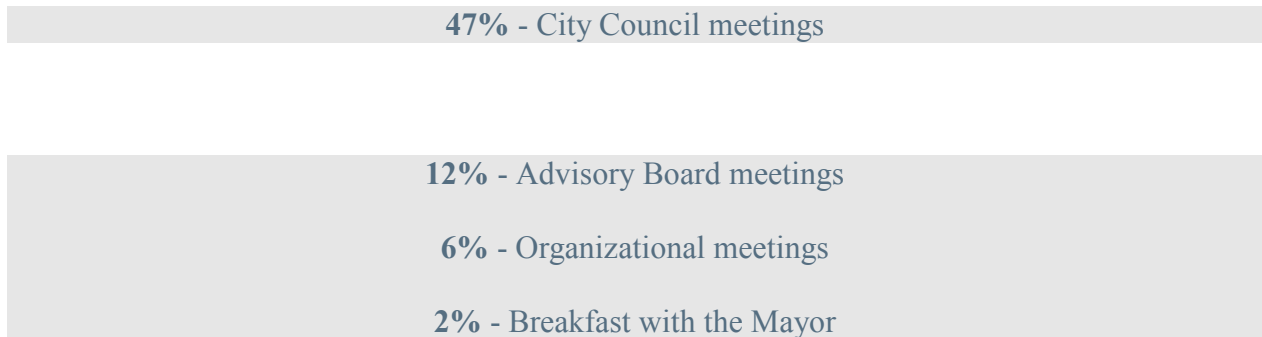 47% - City Council meetings
12% - Advisory Board meetings
6% - Organizational meetings
2% - Breakfast with the Mayor